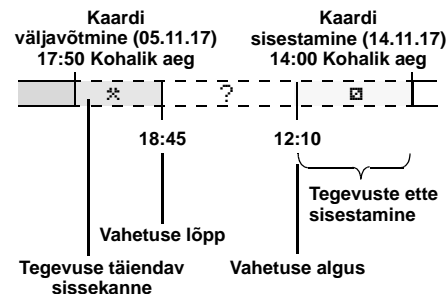 Kaardi
väljavõtmine (05.11.17)
17:50 Kohalik aeg
Kaardi
sisestamine (14.11.17)
14:00 Kohalik aeg
?
18:45
12:10
Tegevuste ette
sisestamine
Vahetuse lõpp
Tegevuse täiendav
sissekanne
Vahetuse algus